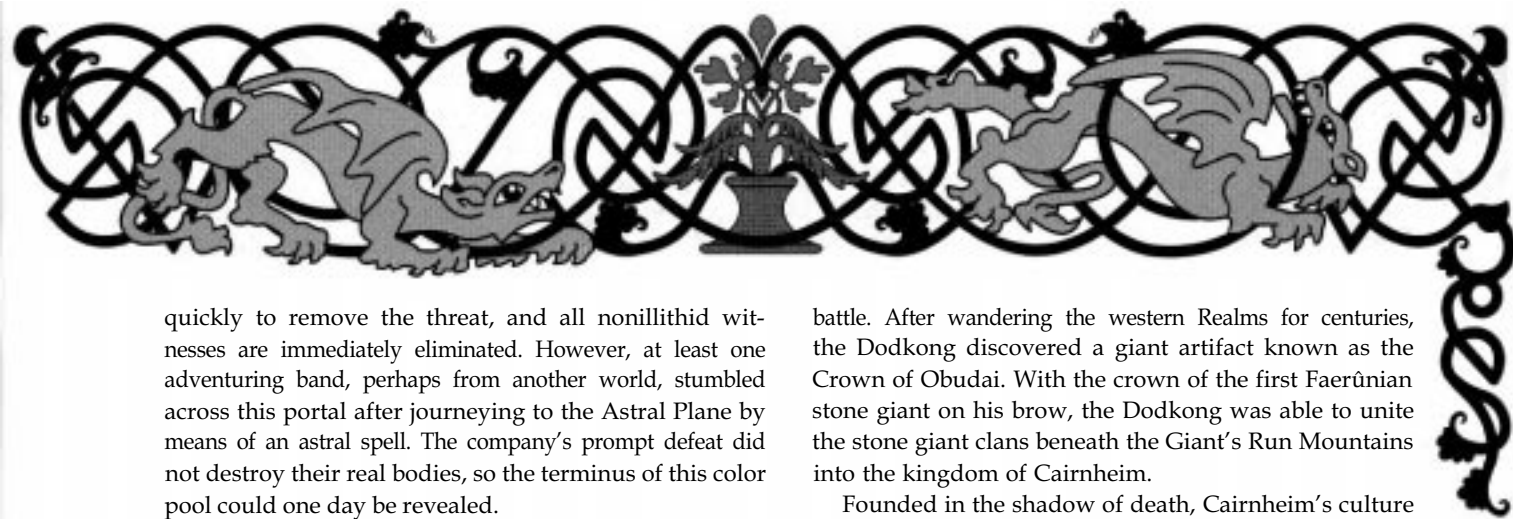 quickly to remove the threat, and all nonillithid wit-
nesses are immediately eliminated. However, at least one
adventuring band, perhaps from another world, stumbled
across this portal after journeying to the Astral Plane by
means of an astral spell. The company’s prompt defeat did
not destroy their real bodies, so the terminus of this color
pool could one day be revealed.
battle. After wandering the western Realms for centuries,
the Dodkong discovered a giant artifact known as the
Crown of Obudai. With the crown of the first Faerûnian
stone giant on his brow, the Dodkong was able to unite
the stone giant clans beneath the Giant’s Run Mountains
into the kingdom of Cairnheim.
Founded in the shadow of death, Cairnheim’s culture